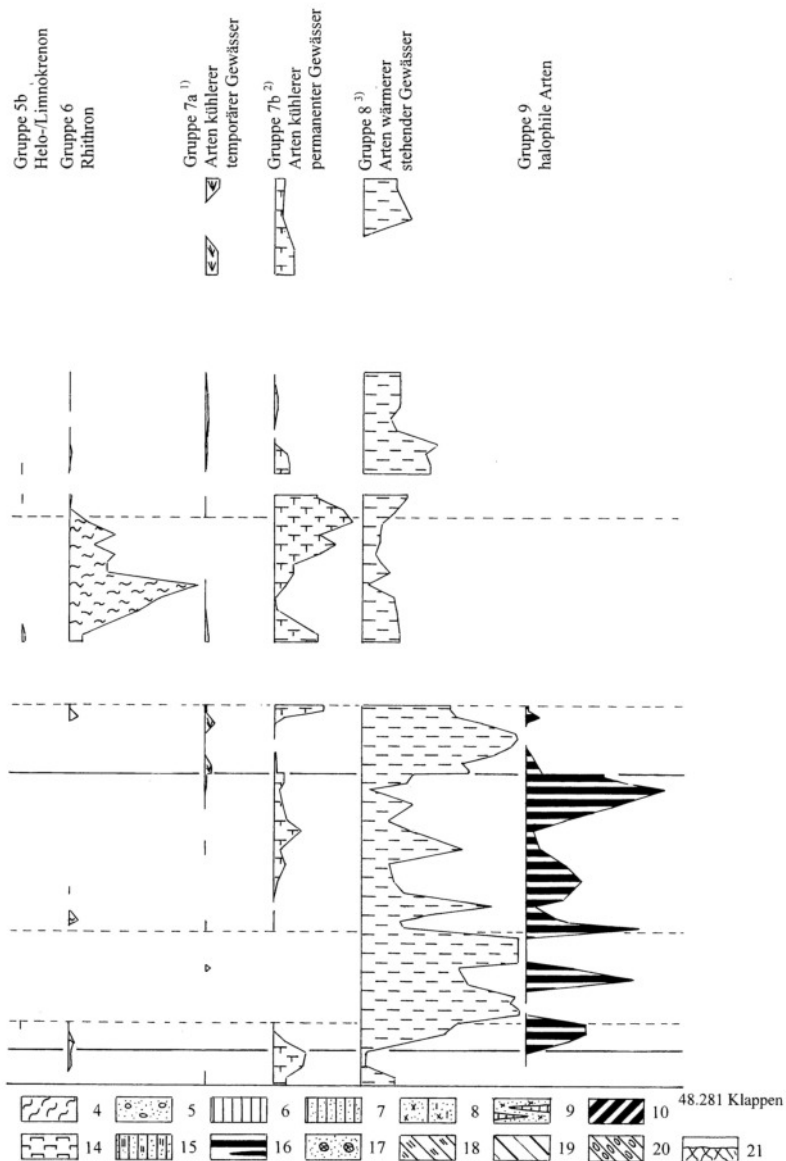 Gruppe 5b
Helo-/Limnokrenon
Gruppe 6
Rhithron
Gruppe 7a 1)
Arten kühlerer
temporärer Gewässer
Gruppe 7b 2)
Arten kühlerer
permanenter Gewässer
Gruppe 8 3)
Arten wärmerer
stehender Gewässer
Gruppe 9
halophile Arten
4 5 6 7 8 9 10 48.281 Klappen
14 15 16 17 18 19 20 21